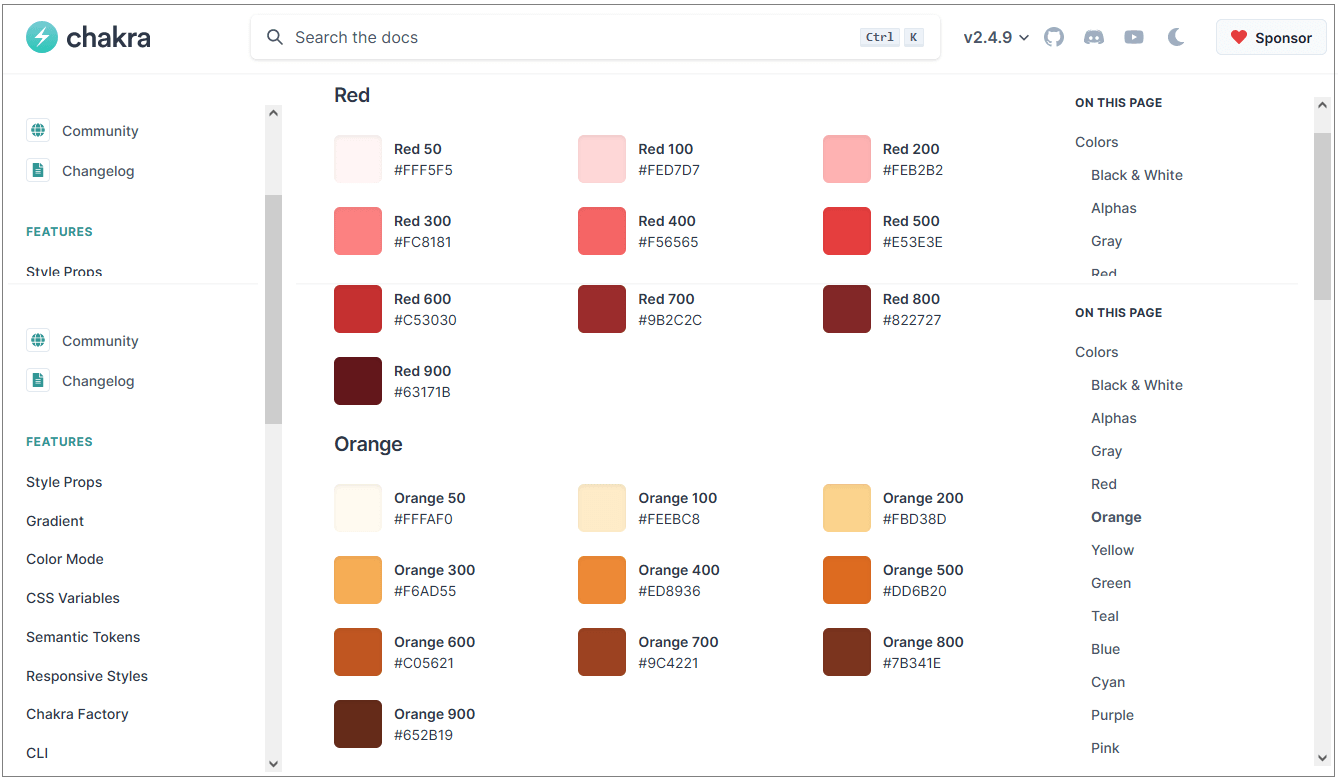 chakra
Search the docs
Ctrl K
v2.4.9
Sponsor
Community
Changelog
FEATURES
Style Props
Community
Changelog
FEATURES
Style Props
Gradient
Color Mode
CSS Variables
Semantic Tokens
Responsive Styles
Chakra Factory
CLI
Red
Red 50
#FFF5F5
Red 100
#FED7D7
Red 200
#FEB2B2
Red 300
#FC8181
Red 400
#F56565
Red 500
#E53E3E
Red 600
#C53030
Red 700
#9B2C2C
Red 800
#822727
Red 900
#63171B
Orange
Orange 50
#FFFAF0
Orange 100
#FEEBC8
Orange 200
#FBD38D
Orange 300
#F6AD55
Orange 400
#ED8936
Orange 500
#DD6B20
Orange 600
#C05621
Orange 700
#9C4221
Orange 800
#7B341E
Orange 900
#652B19
ON THIS PAGE
Colors
Black & White
Alphas
Gray
Red
ON THIS PAGE
Colors
Black & White
Alphas
Gray
Red
Orange
Yellow
Green
Teal
Blue
Cyan
Purple
Pink